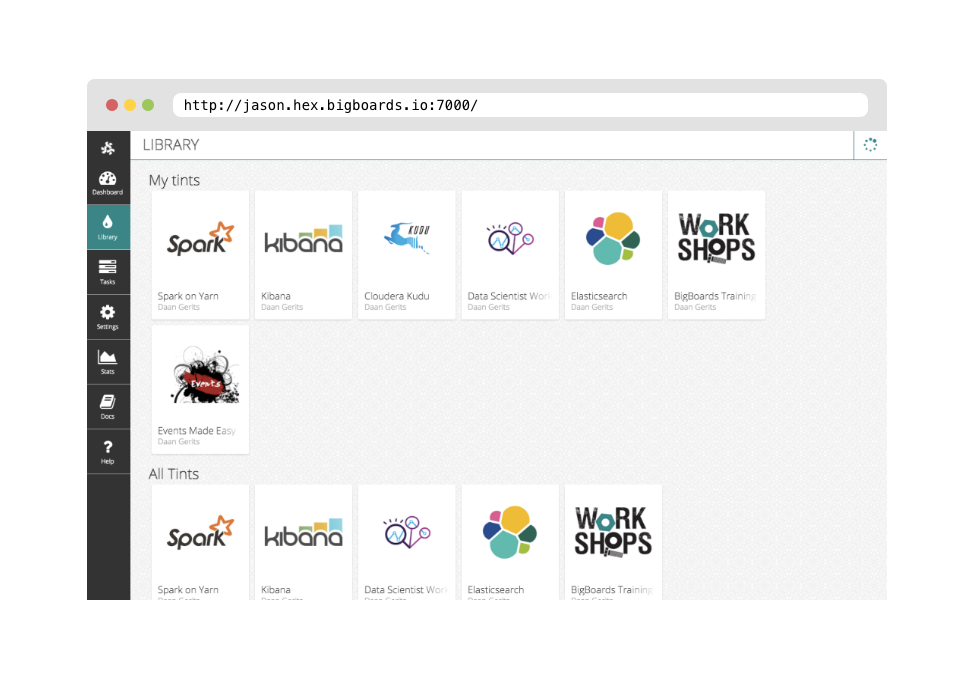 http://jason.hex.bigboards.io:7000/
LIBRARY
Dashboard
Library
Tasks
Settings
Stats
Docs
Help
My tints
Spark
kibana
KUDU
WORK
SHOPS
Spark on Yarn
Kibana
Cloudera Kudu
Data Scientist Work
Elasticsearch
BigBoards Training
Daan Gerits
Daan Gerits
Daan Gerits
Daan Gerits
Daan Gerits
Daan Gerits
Events
Events Made Easy
Daan Gerits
All Tints
Spark
kibana
WORK
SHOPS
Spark on Yarn
Kibana
Data Scientist Work
Elasticsearch
BigBoards Training
Daan Gerits
Daan Gerits
Daan Gerits
Daan Gerits
Daan Gerits